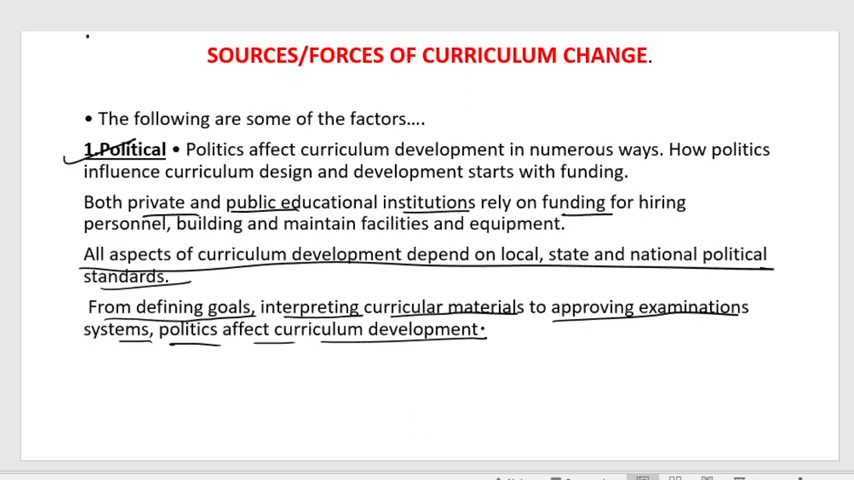 SOURCES/FORCES OF CURRICULUM CHANGE.
• The following are some of the factors....
1.Political • Politics affect curriculum development in numerous ways. How politics
influence curriculum design and development starts with funding.
Both private and public educational institutions rely on funding for hiring
personnel, building and maintain facilities and equipment.
All aspects of curriculum development depend on local, state and national political
standards.
From defining goals, interpreting curricular materials to approving examinations
systems, politics affect curriculum development.